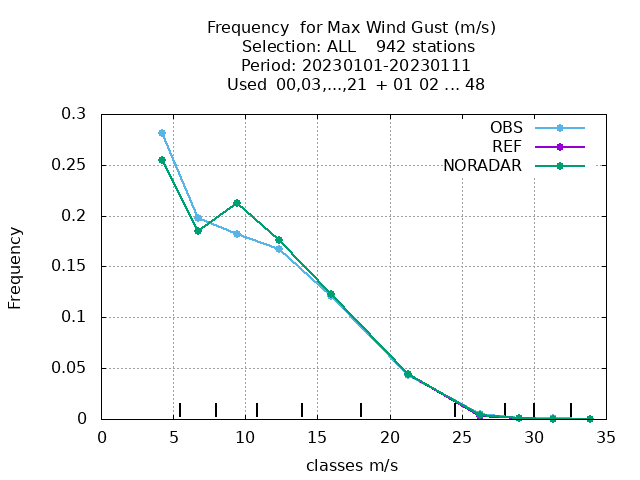 Frequency for Max Wind Gust (m/s)
Selection: ALL 942 stations
Period: 20230101-20230111
Used 00,03,...,21 + 01 02 ... 48
OBS
REF
NORADAR
Frequency
0.3
0.25
0.2
0.15
0.1
0.05
0
0 5 10 15 20 25 30 35
classes m/s